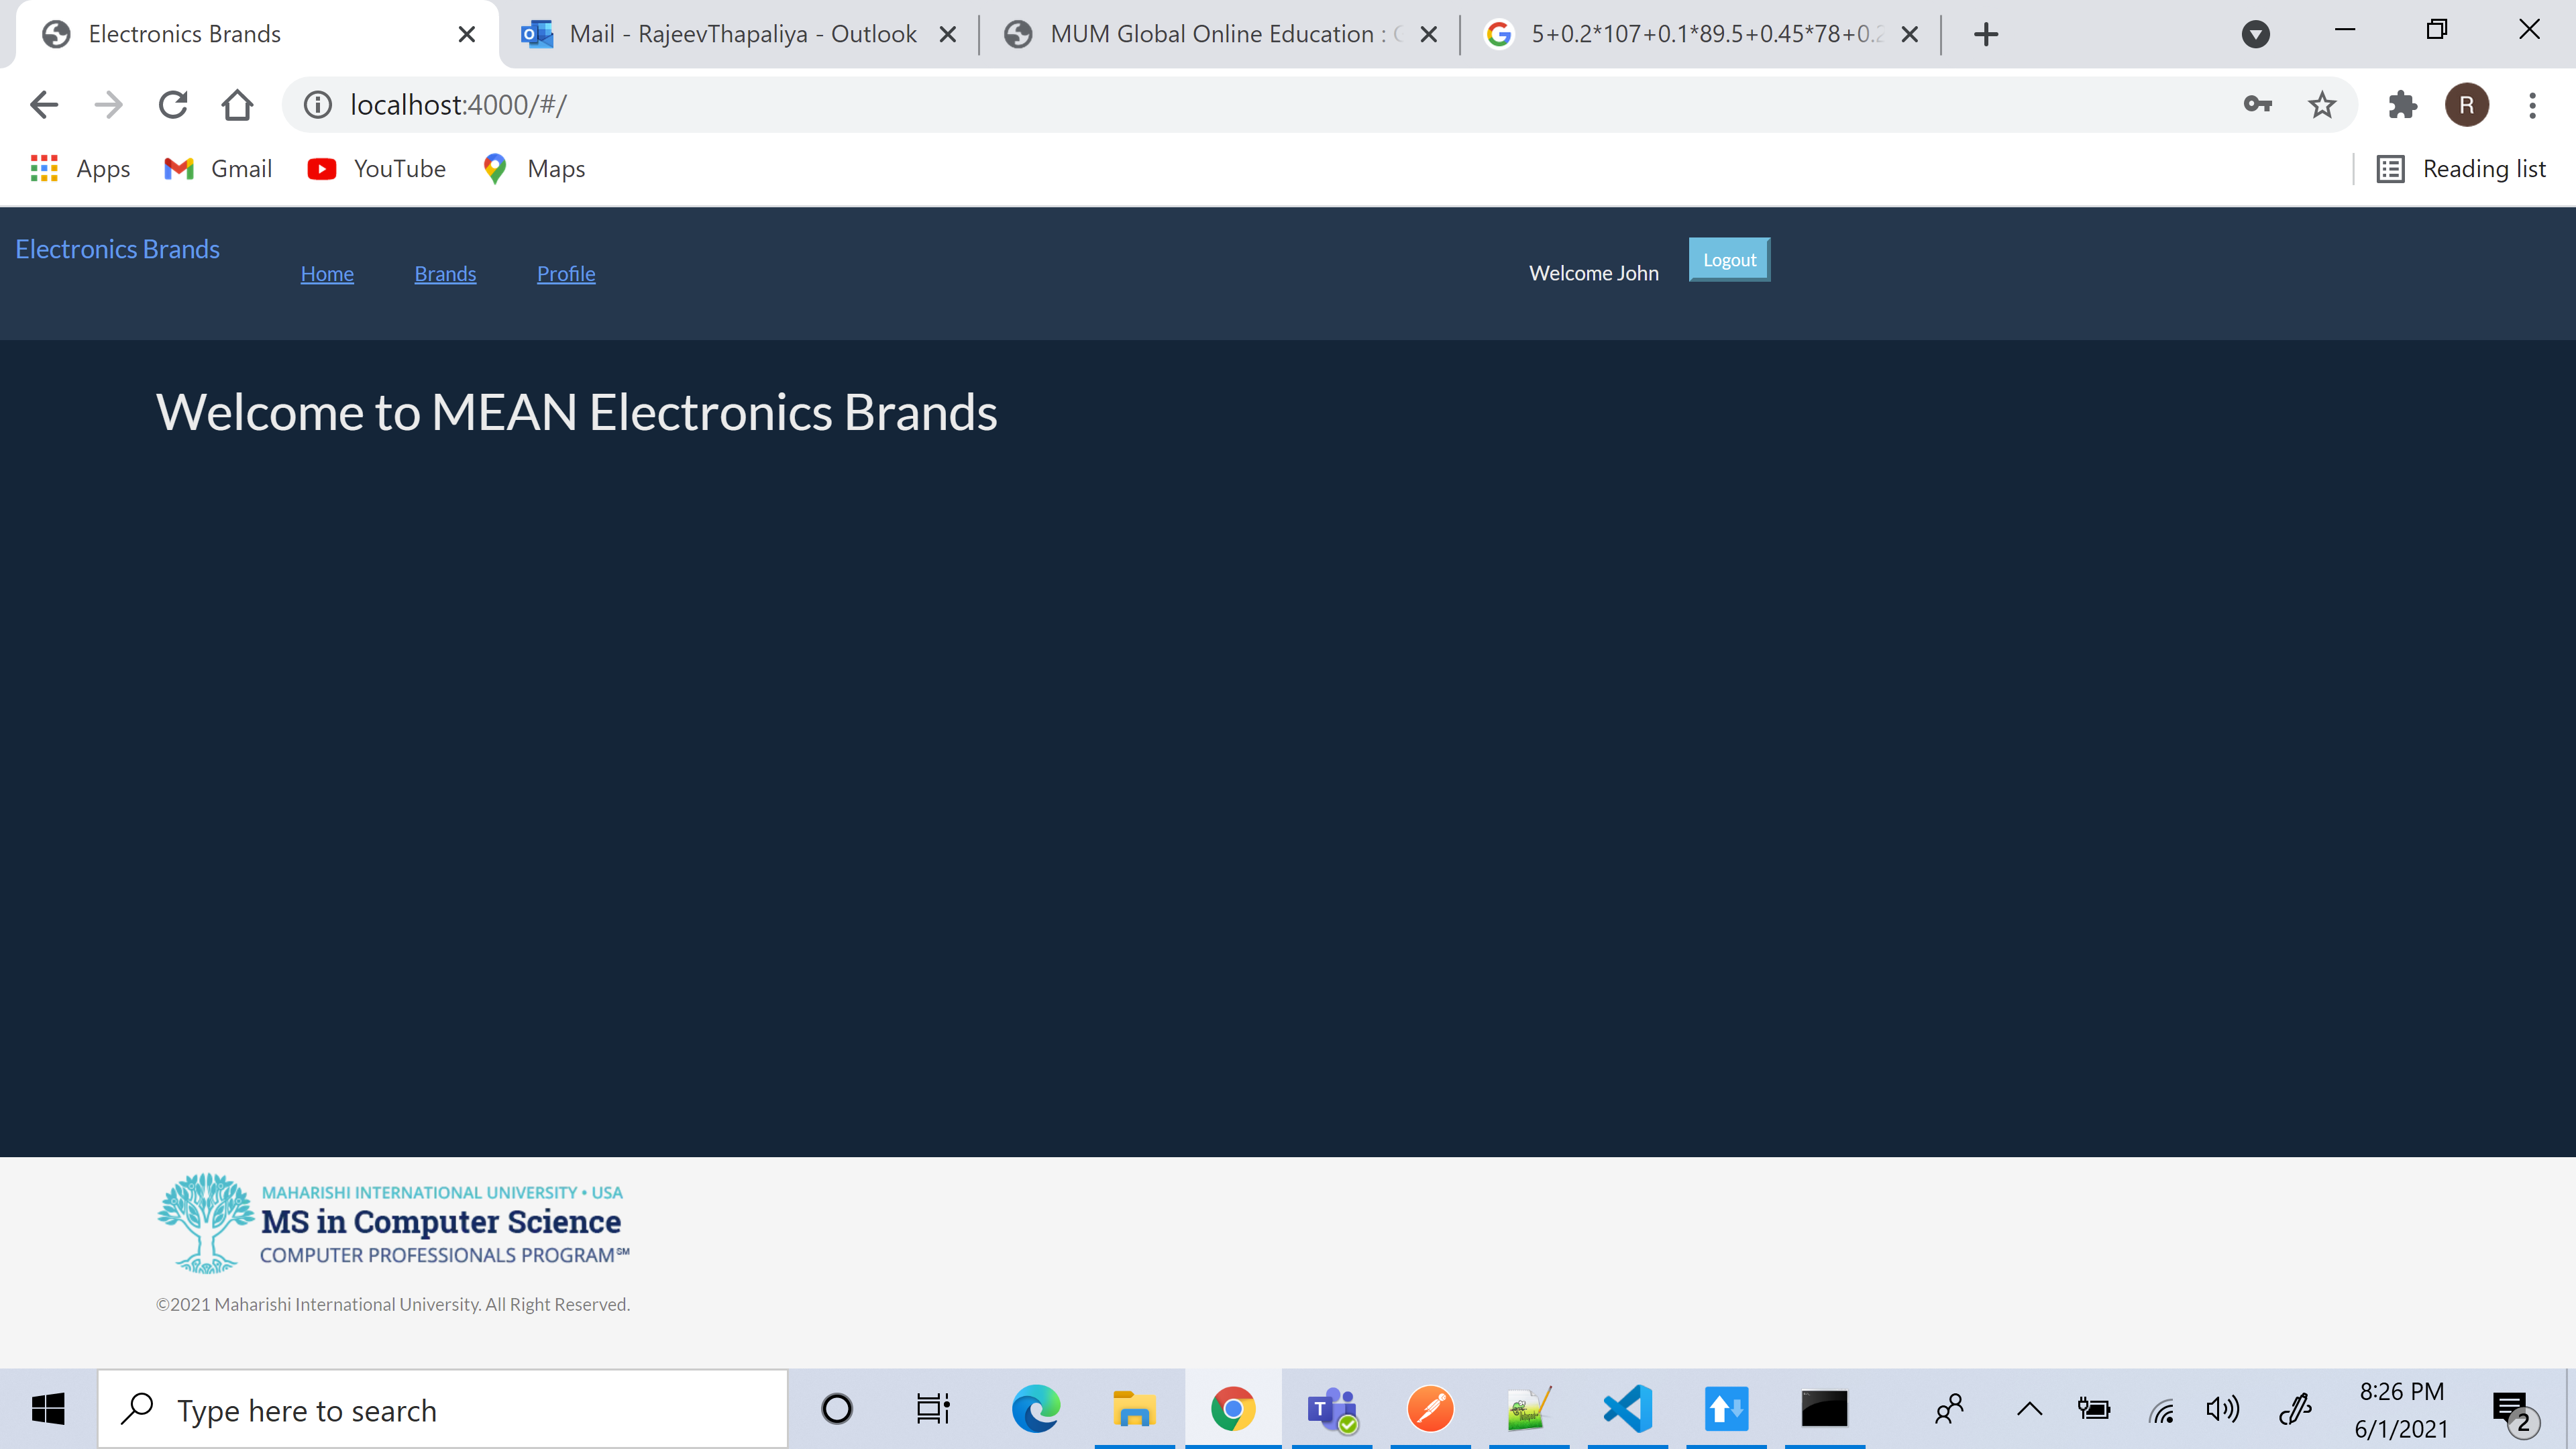 Electronics Brands
Mail - RajeevThapaliya - Outlook
MUM Global Online Education :
5+0.2*107+0.1*89.5+0.45*78+0.2
localhost:4000/#/
R
Apps
Gmail
YouTube
Maps
Reading list
Electronics Brands
Home
Brands
Profile
Welcome John
Logout
Welcome to MEAN Electronics Brands
MAHARISHI INTERNATIONAL UNIVERSITY • USA
MS in Computer Science
COMPUTER PROFESSIONALS PROGRAM℠
©2021 Maharishi International University. All Right Reserved.
Type here to search
8:26 PM
6/1/2021
2